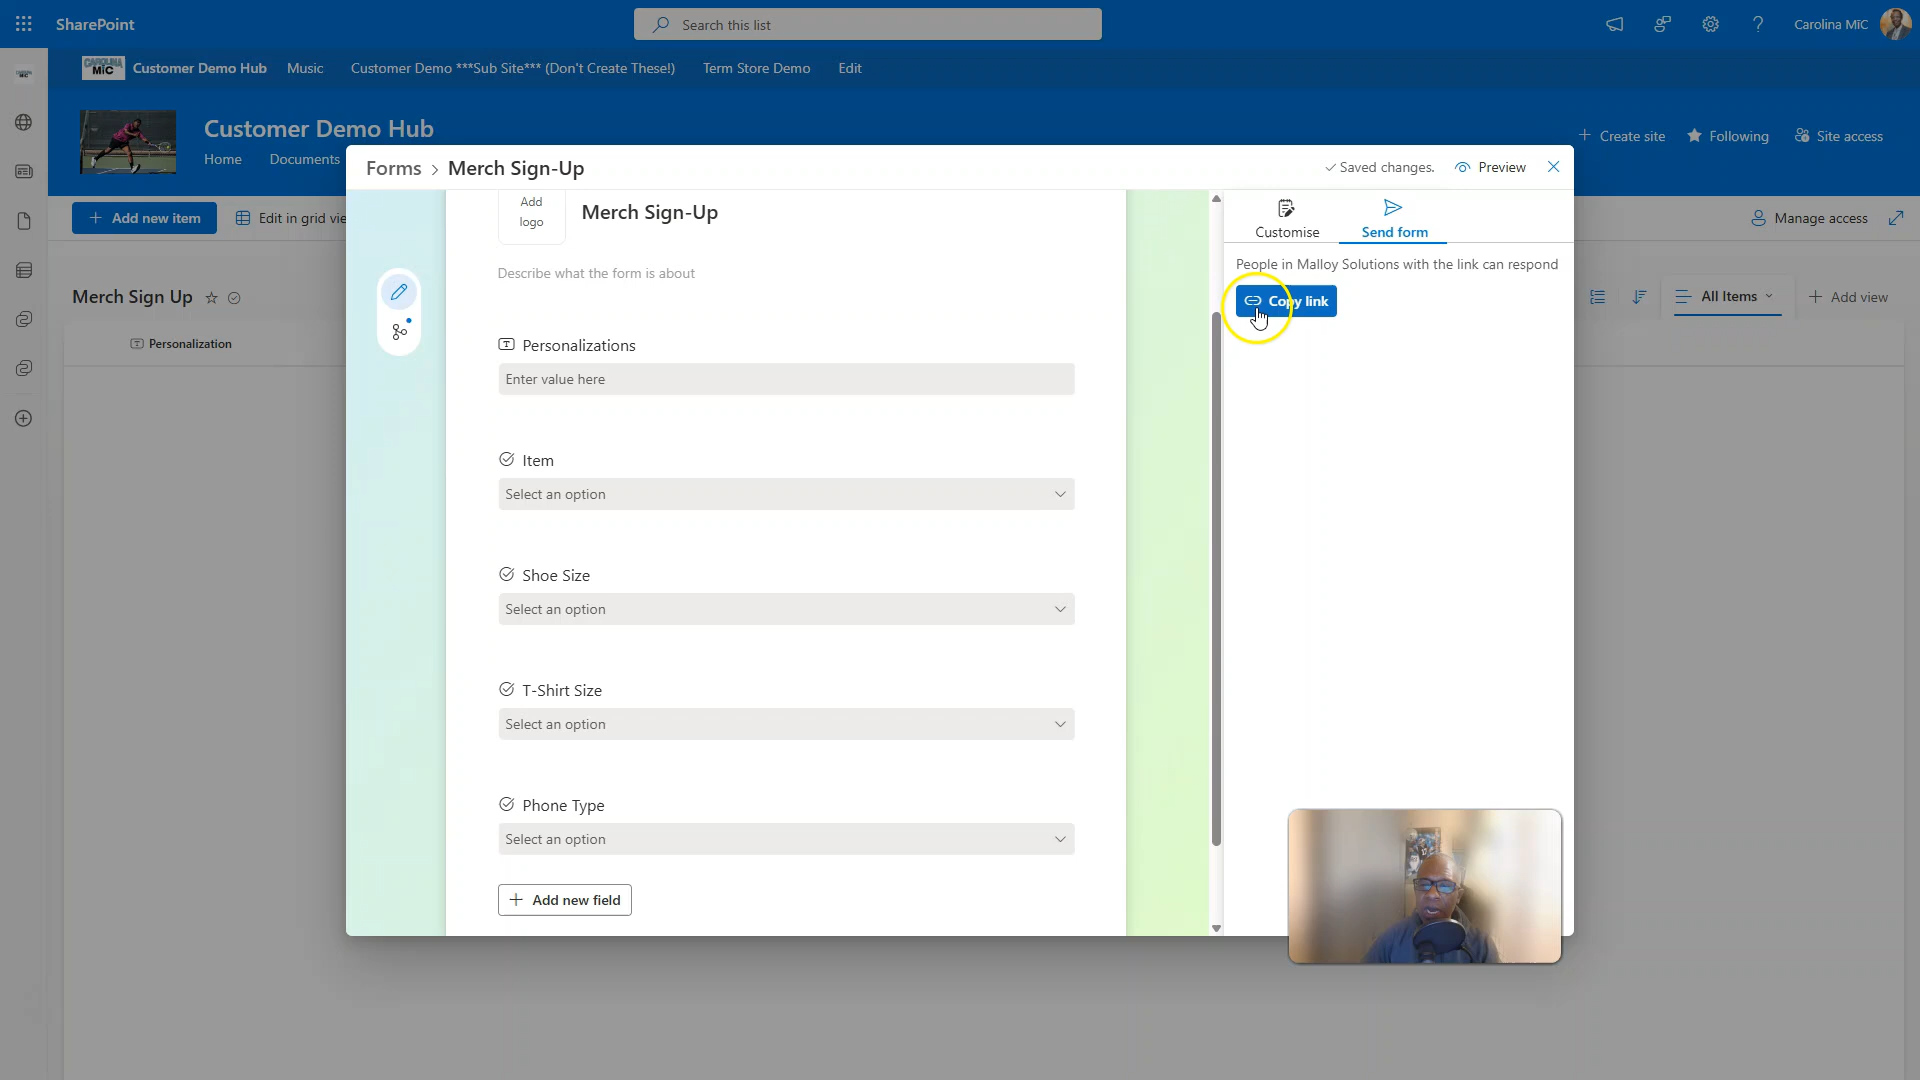 SharePoint
Search this list
Carolina MiC
CAROLINA
MiC
Customer Demo Hub
Music
Customer Demo ***Sub Site*** (Don't Create These!)
Term Store Demo
Edit
Customer Demo Hub
Home
Documents
Create site
Following
Site access
Forms > Merch Sign-Up
Saved changes.
Preview
Add new item
Edit in grid vie
Manage access
Add
logo
Merch Sign-Up
Customise
Send form
Describe what the form is about
People in Malloy Solutions with the link can respond
Copy link
Merch Sign Up
All Items
Add view
Personalization
Personalizations
Enter value here
Item
Select an option
Shoe Size
Select an option
T-Shirt Size
Select an option
Phone Type
Select an option
Add new field